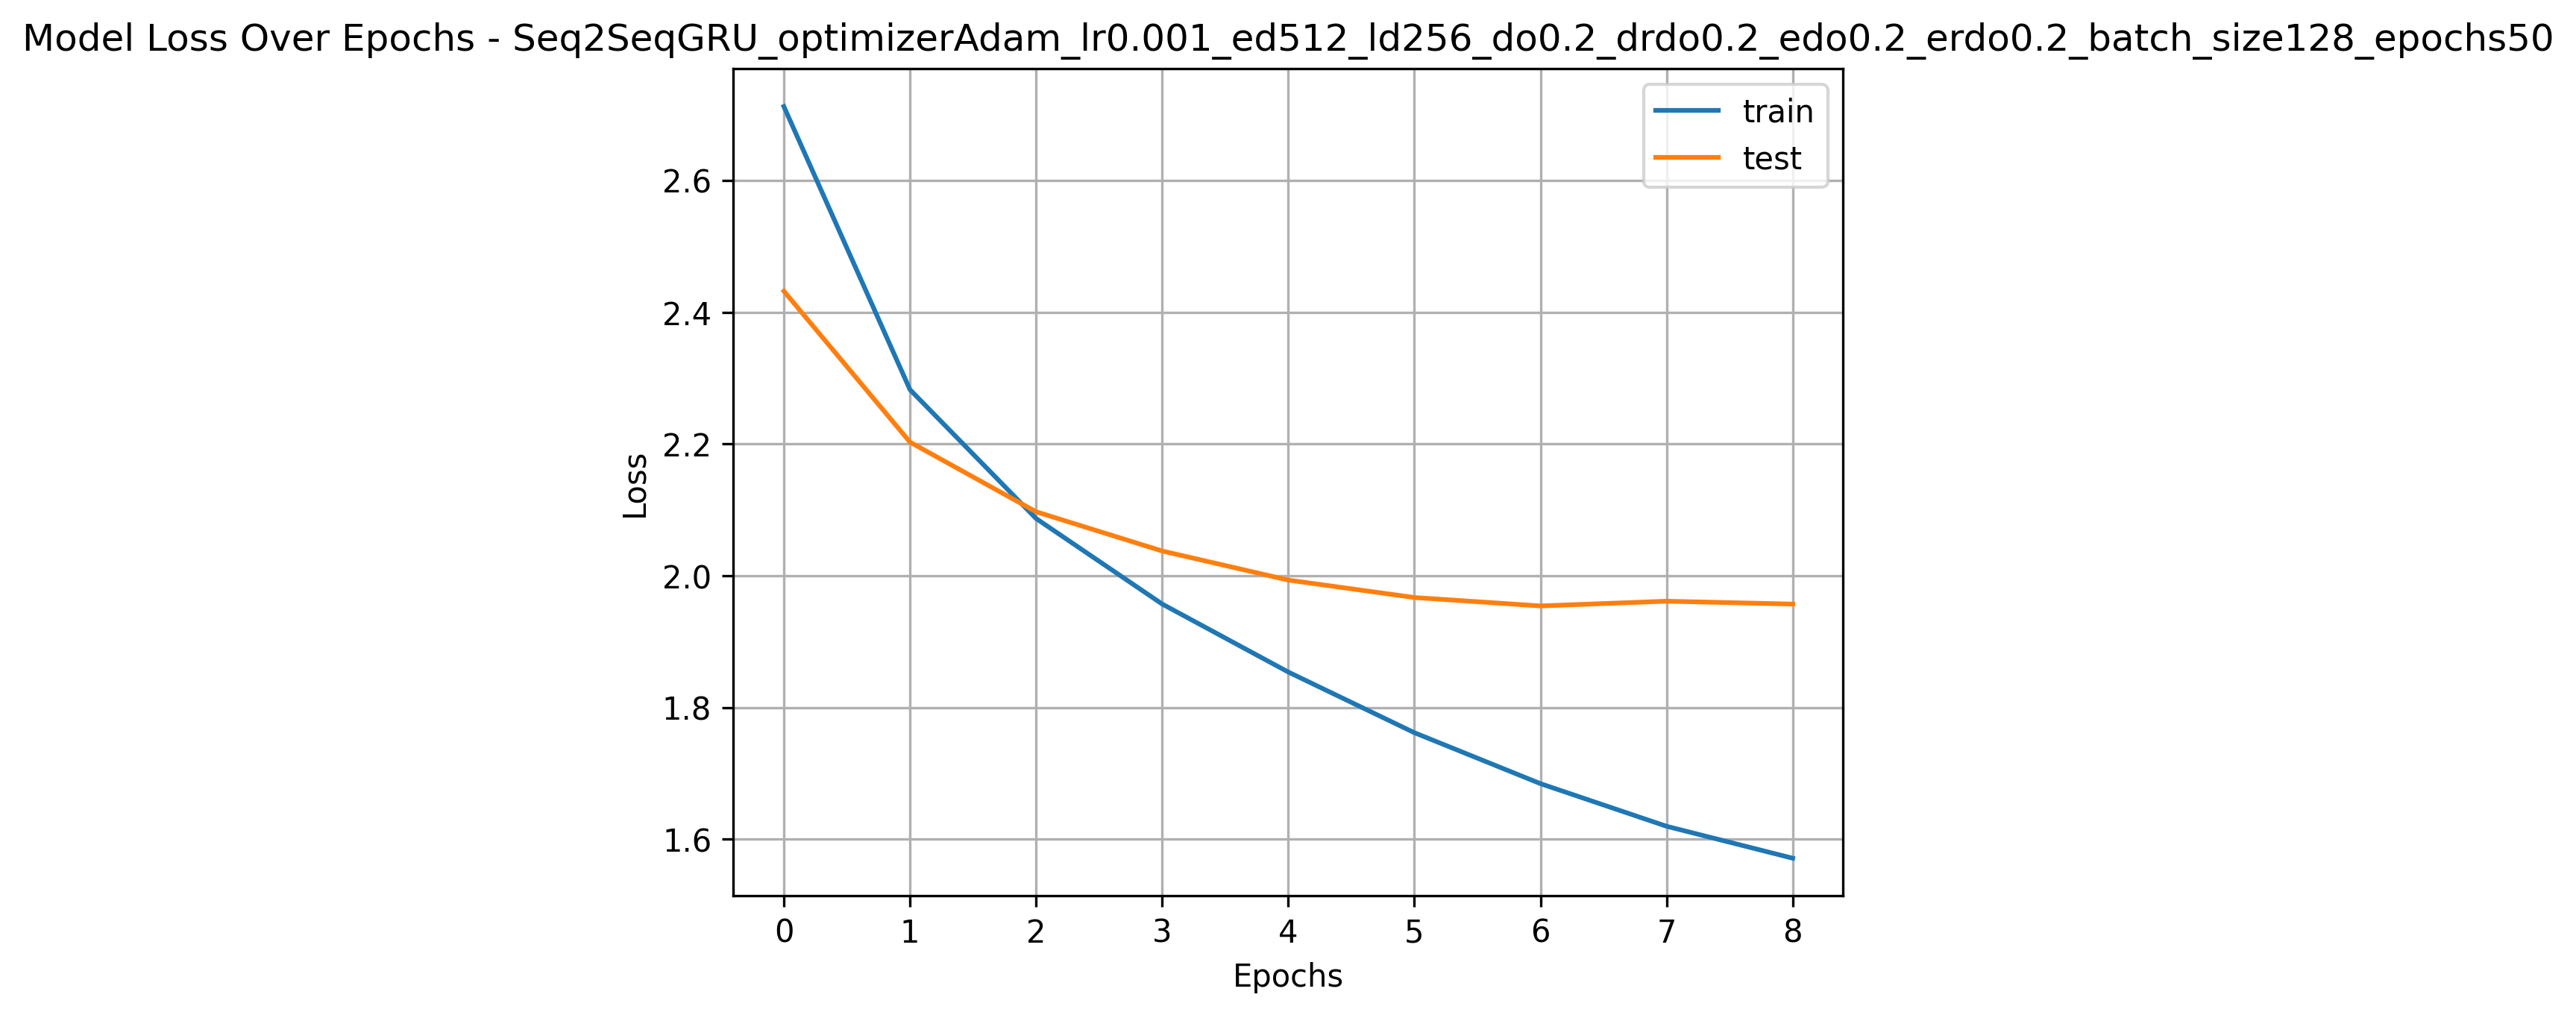 Model Loss Over Epochs - Seq2SeqGRU_optimizerAdam_lr0.001_ed512_ld256_do0.2_drdo0.2_edo0.2_erdo0.2_batch_size128_epochs50
train
test
2.6
2.4
2.2
2.0
1.8
1.6
Loss
0 1 2 3 4 5 6 7 8
Epochs